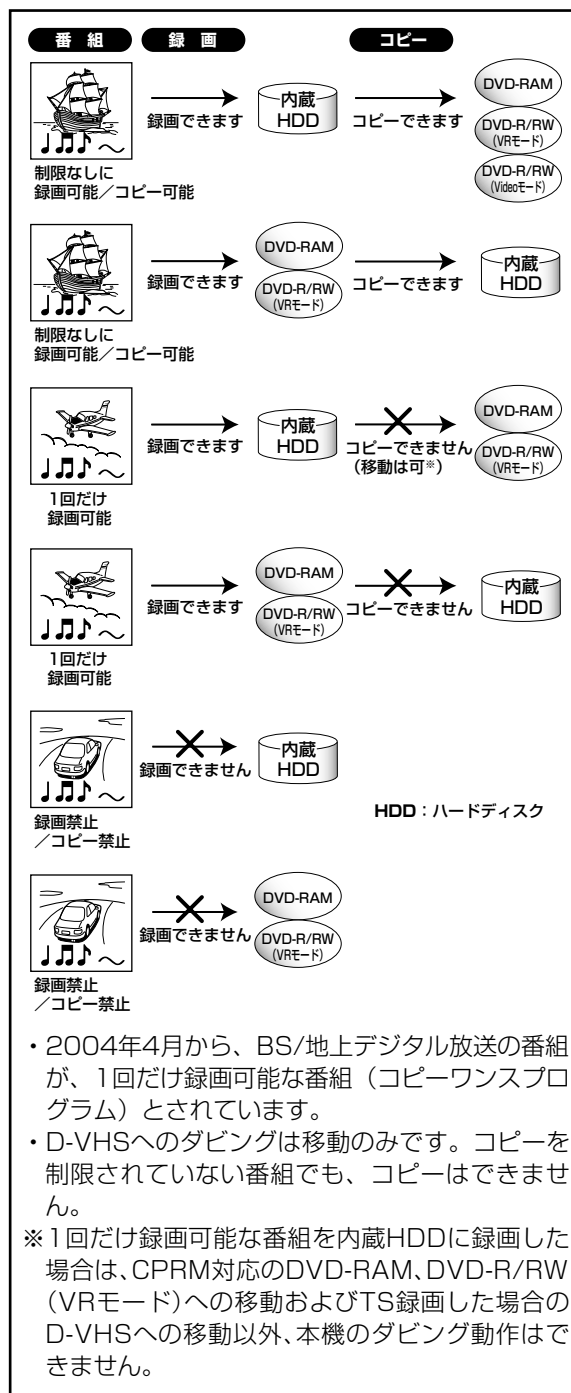 番 組 録 画 コピー
録画できます
内蔵
HDD
コピーできます
DVD-RAM
DVD-R/RW
(VRモード)
DVD-R/RW
(Videoモード)
制限なしに
録画可能／コピー可能
録画できます
DVD-RAM
DVD-R/RW
(VRモード)
コピーできます
内蔵
HDD
制限なしに
録画可能／コピー可能
録画できます
内蔵
HDD
コピーできません
（移動は可※）
DVD-RAM
DVD-R/RW
(VRモード)
1回だけ
録画可能
録画できます
DVD-RAM
DVD-R/RW
(VRモード)
コピーできません
内蔵
HDD
1回だけ
録画可能
録画できません
内蔵
HDD
録画禁止
／コピー禁止
HDD：ハードディスク
録画できません
DVD-RAM
DVD-R/RW
(VRモード)
録画禁止
／コピー禁止
・2004年4月から、BS/地上デジタル放送の番組
が、1回だけ録画可能な番組（コピーワンスプロ
グラム）とされています。
・D-VHSへのダビングは移動のみです。コピーを
制限されていない番組でも、コピーはできませ
ん。
※1回だけ録画可能な番組を内蔵HDDに録画した
場合は、CPRM対応のDVD-RAM、DVD-R/RW
（VRモード）への移動およびTS録画した場合の
D-VHSへの移動以外、本機のダビング動作はで
きません。